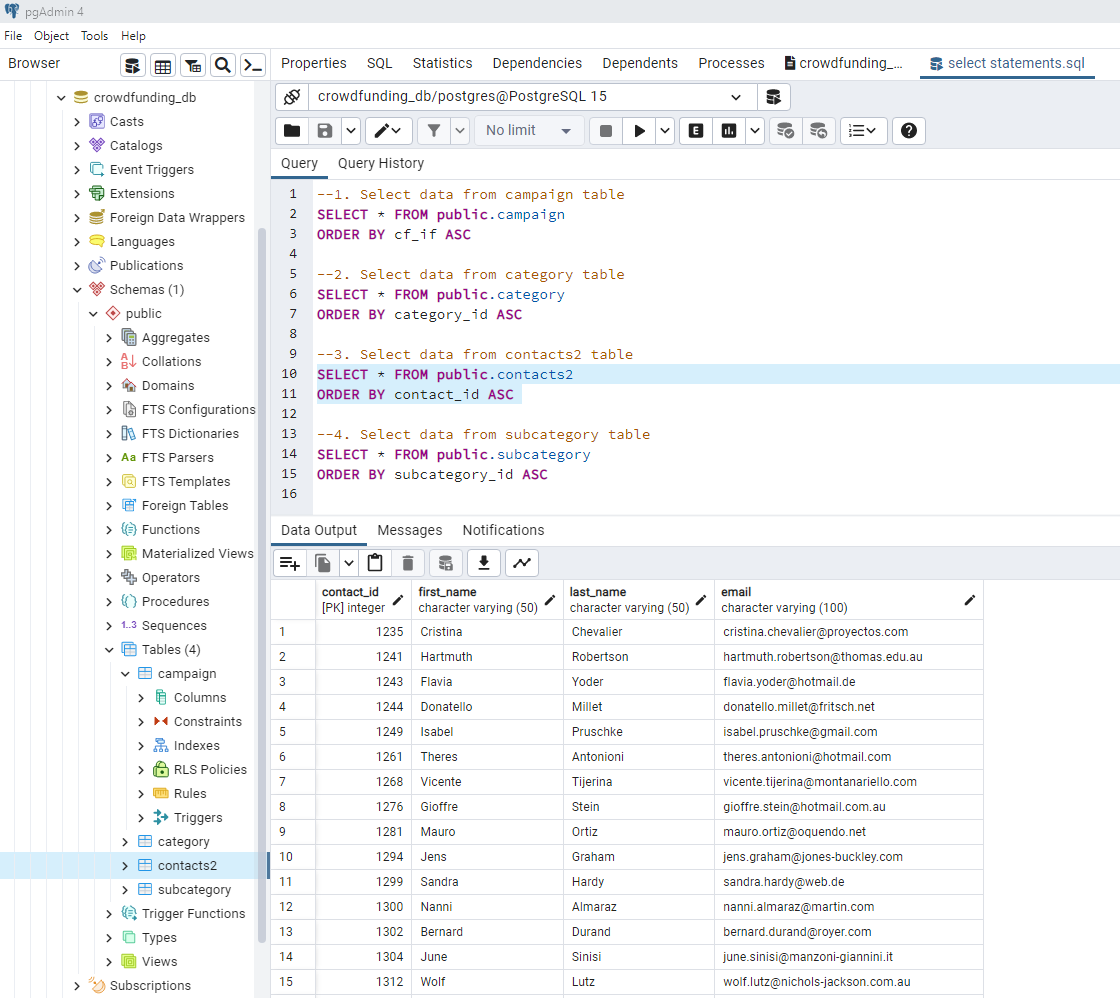 pgAdmin 4
File Object Tools Help
Browser
Properties SQL Statistics Dependencies Dependents Processes crowdfunding_... select statements.sql
crowdfunding_db/postgres@PostgreSQL 15
No limit
Query Query History
crowdfunding_db
Casts
Catalogs
Event Triggers
Extensions
Foreign Data Wrappers
Languages
Publications
Schemas (1)
public
Aggregates
Collations
Domains
FTS Configurations
FTS Dictionaries
Aa FTS Parsers
FTS Templates
Foreign Tables
Functions
Materialized Views
Operators
Procedures
1..3 Sequences
Tables (4)
campaign
Columns
Constraints
Indexes
RLS Policies
Rules
Triggers
category
contacts2
subcategory
Trigger Functions
Types
Views
Subscriptions
1 --1. Select data from campaign table
2 SELECT * FROM public.campaign
3 ORDER BY cf_if ASC
4
5 --2. Select data from category table
6 SELECT * FROM public.category
7 ORDER BY category_id ASC
8
9 --3. Select data from contacts2 table
10 SELECT * FROM public.contacts2
11 ORDER BY contact_id ASC
12
13 --4. Select data from subcategory table
14 SELECT * FROM public.subcategory
15 ORDER BY subcategory_id ASC
16
Data Output Messages Notifications
contact_id first_name last_name email
[PK] integer character varying (50) character varying (50) character varying (100)
1 1235 Cristina Chevalier cristina.chevalier@proyectos.com
2 1241 Hartmuth Robertson hartmuth.robertson@thomas.edu.au
3 1243 Flavia Yoder flavia.yoder@hotmail.de
4 1244 Donatello Millet donatello.millet@fritsch.net
5 1249 Isabel Pruschke isabel.pruschke@gmail.com
6 1261 Theres Antonioni theres.antonioni@hotmail.com
7 1268 Vicente Tijerina vicente.tijerina@montanariello.com
8 1276 Gioffre Stein gioffre.stein@hotmail.com.au
9 1281 Mauro Ortiz mauro.ortiz@oquendo.net
10 1294 Jens Graham jens.graham@jones-buckley.com
11 1299 Sandra Hardy sandra.hardy@web.de
12 1300 Nanni Almaraz nanni.almaraz@martin.com
13 1302 Bernard Durand bernard.durand@royer.com
14 1304 June Sinisi june.sinisi@manzoni-giannini.it
15 1312 Wolf Lutz wolf.lutz@nichols-jackson.com.au